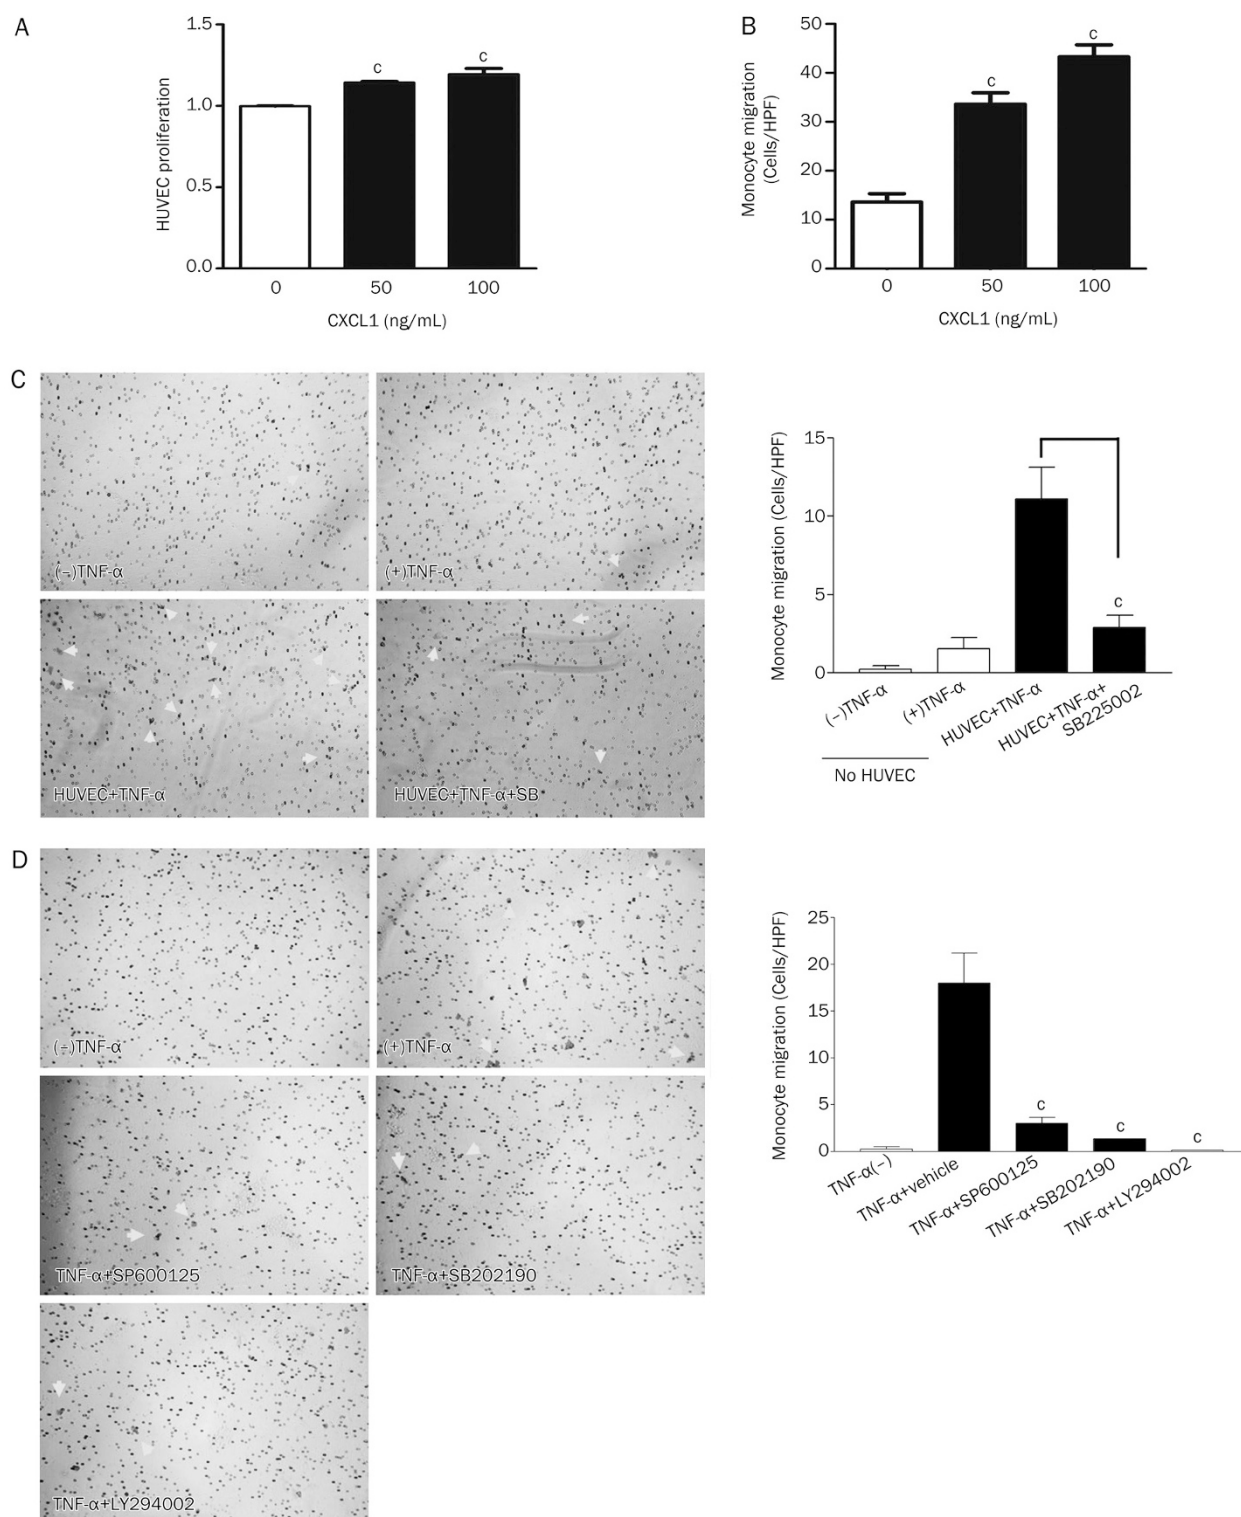 A
1.5
1.0
0.5
0.0
HUVEC proliferation
c
c
0
50
100
CXCL1 (ng/mL)
B
50
40
30
20
10
0
Monocyte migration
(Cells/HPF)
c
c
0
50
100
CXCL1 (ng/mL)
C
(−)TNF-α
(+)TNF-α
HUVEC+TNF-α
HUVEC+TNF-α+SB
15
10
5
0
Monocyte migration (Cells/HPF)
c
(−)TNF-α
(+)TNF-α
HUVEC+TNF-α
HUVEC+TNF-α+
SB225002
No HUVEC
D
(−)TNF-α
(+)TNF-α
TNF-α+SP600125
TNF-α+SB202190
TNF-α+LY294002
25
20
15
10
5
0
Monocyte migration (Cells/HPF)
c
c
c
TNF-α(−)
TNF-α+vehicle
TNF-α+SP600125
TNF-α+SB202190
TNF-α+LY294002